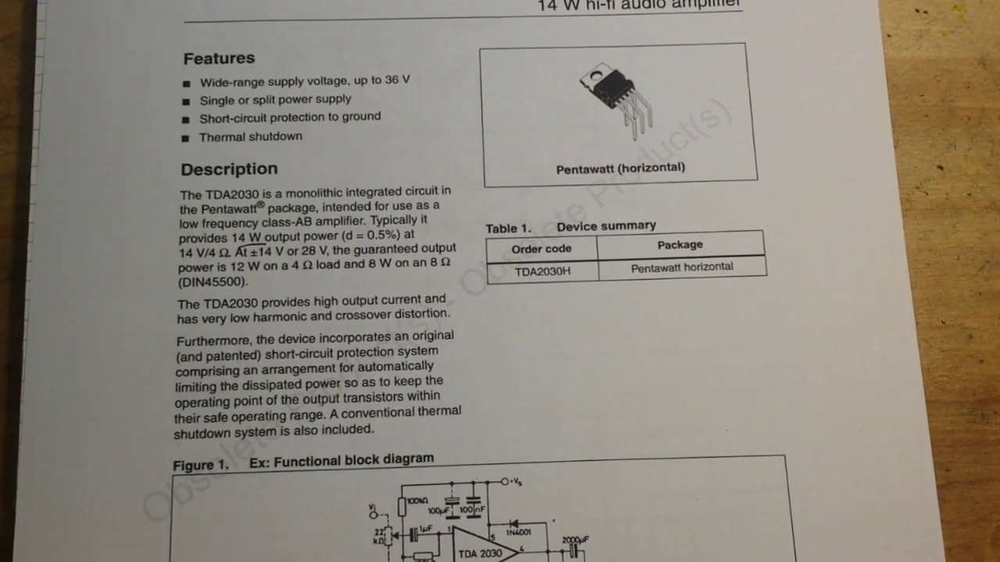 14 W hi-fi audio amplifier
Features
■ Wide-range supply voltage, up to 36 V
■ Single or split power supply
■ Short-circuit protection to ground
■ Thermal shutdown
Description
The TDA2030 is a monolithic integrated circuit in
the Pentawatt® package, intended for use as a
low frequency class-AB amplifier. Typically it
provides 14 W output power (d = 0.5%) at
14 V/4 Ω. At ±14 V or 28 V, the guaranteed output
power is 12 W on a 4 Ω load and 8 W on an 8 Ω
(DIN45500).
The TDA2030 provides high output current and
has very low harmonic and crossover distortion.
Furthermore, the device incorporates an original
(and patented) short-circuit protection system
comprising an arrangement for automatically
limiting the dissipated power so as to keep the
operating point of the output transistors within
their safe operating range. A conventional thermal
shutdown system is also included.
Pentawatt (horizontal)
Table 1. Device summary
Order code Package
TDA2030H Pentawatt horizontal
Obsolete Product(s) - Obsolete Product(s)
Figure 1. Ex: Functional block diagram
+Vs
100kΩ
100µF
100nF
Vi
22
kΩ
1µF
1
5
1N4001
TDA 2030
4
2000µF